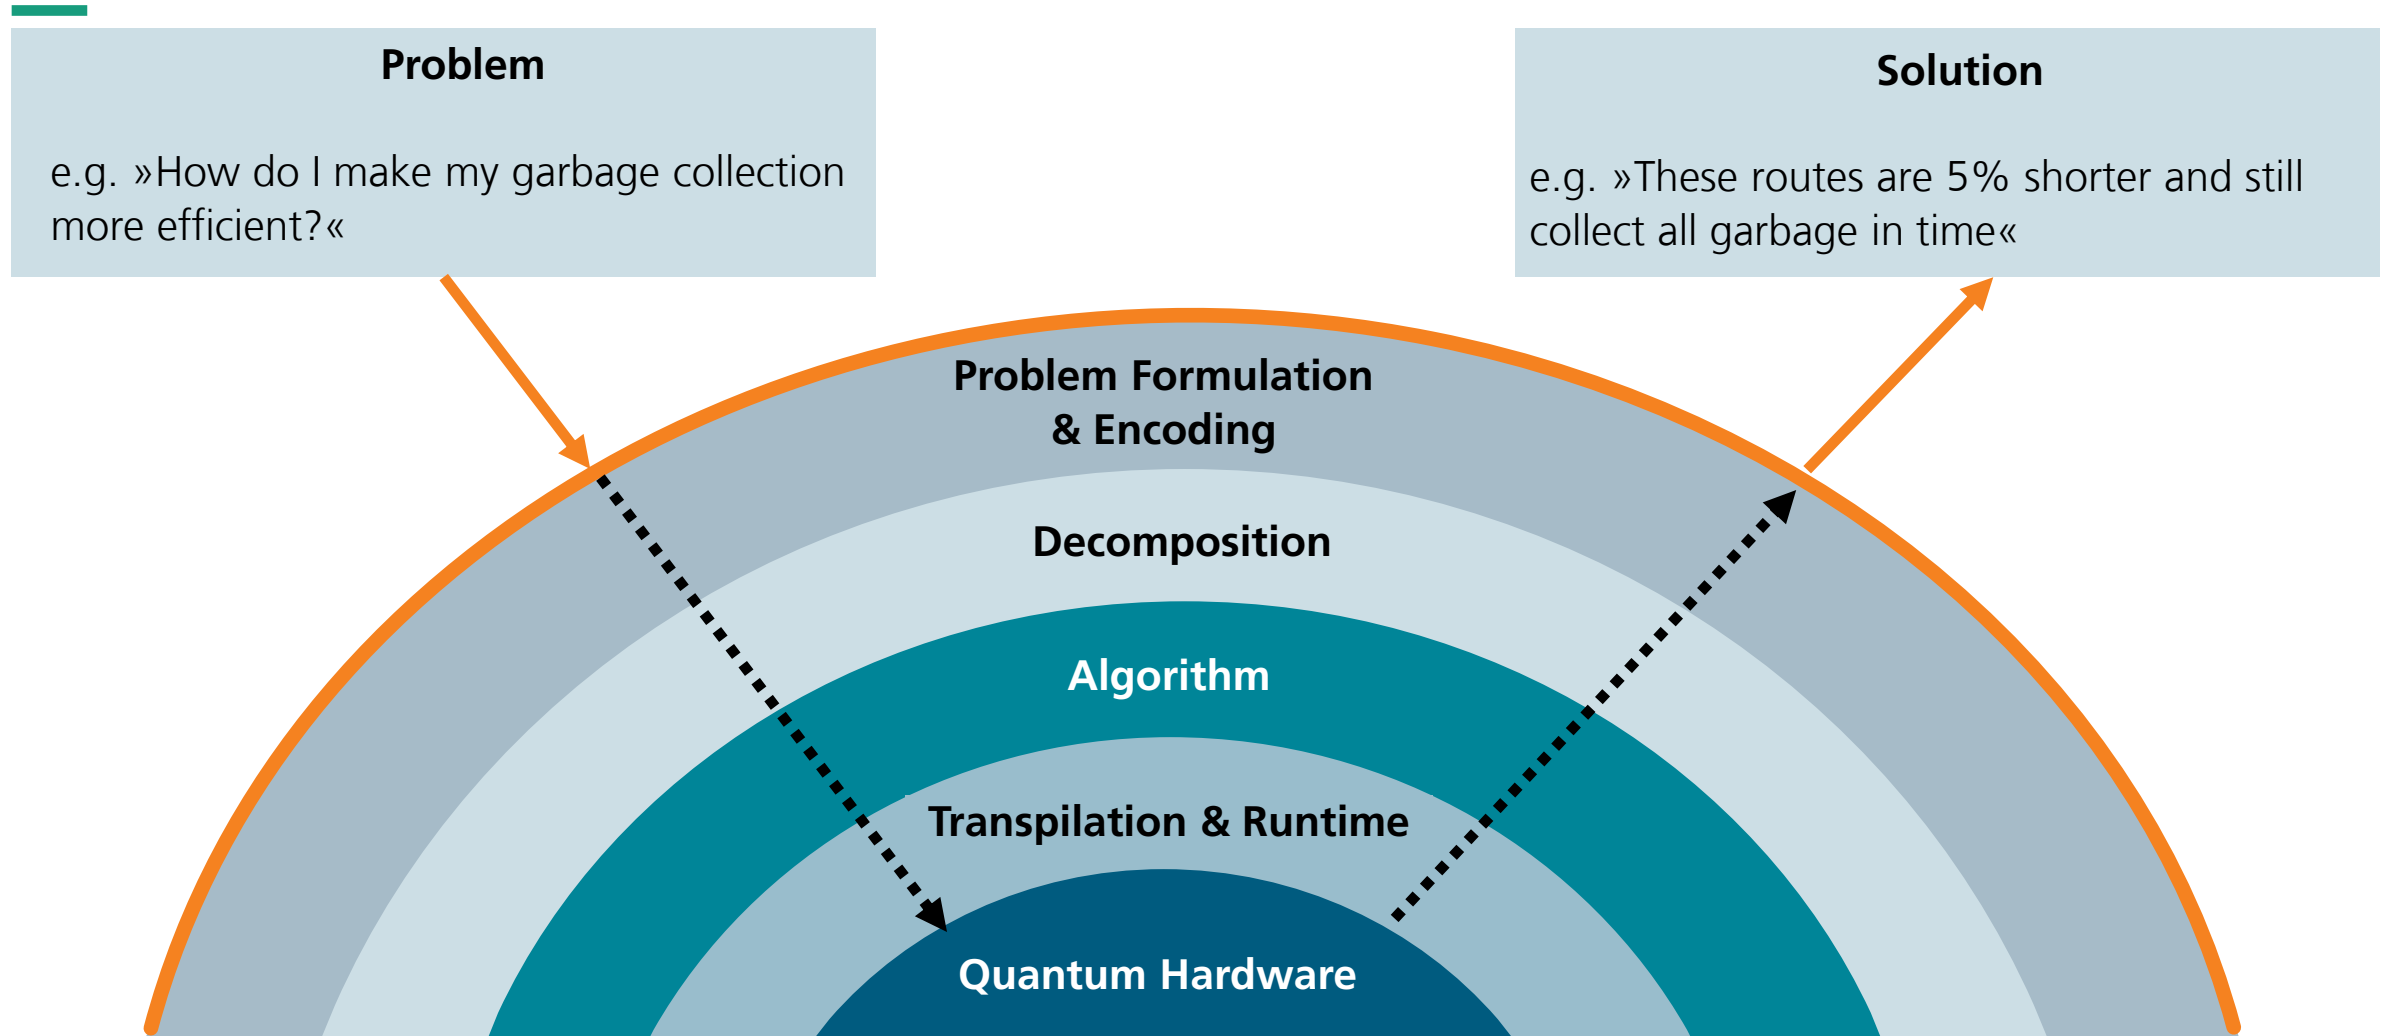 Problem
e.g. »How do I make my garbage collection
more efficient?«
Solution
e.g. »These routes are 5% shorter and still
collect all garbage in time«
Problem Formulation
& Encoding
Decomposition
Algorithm
Transpilation & Runtime
Quantum Hardware